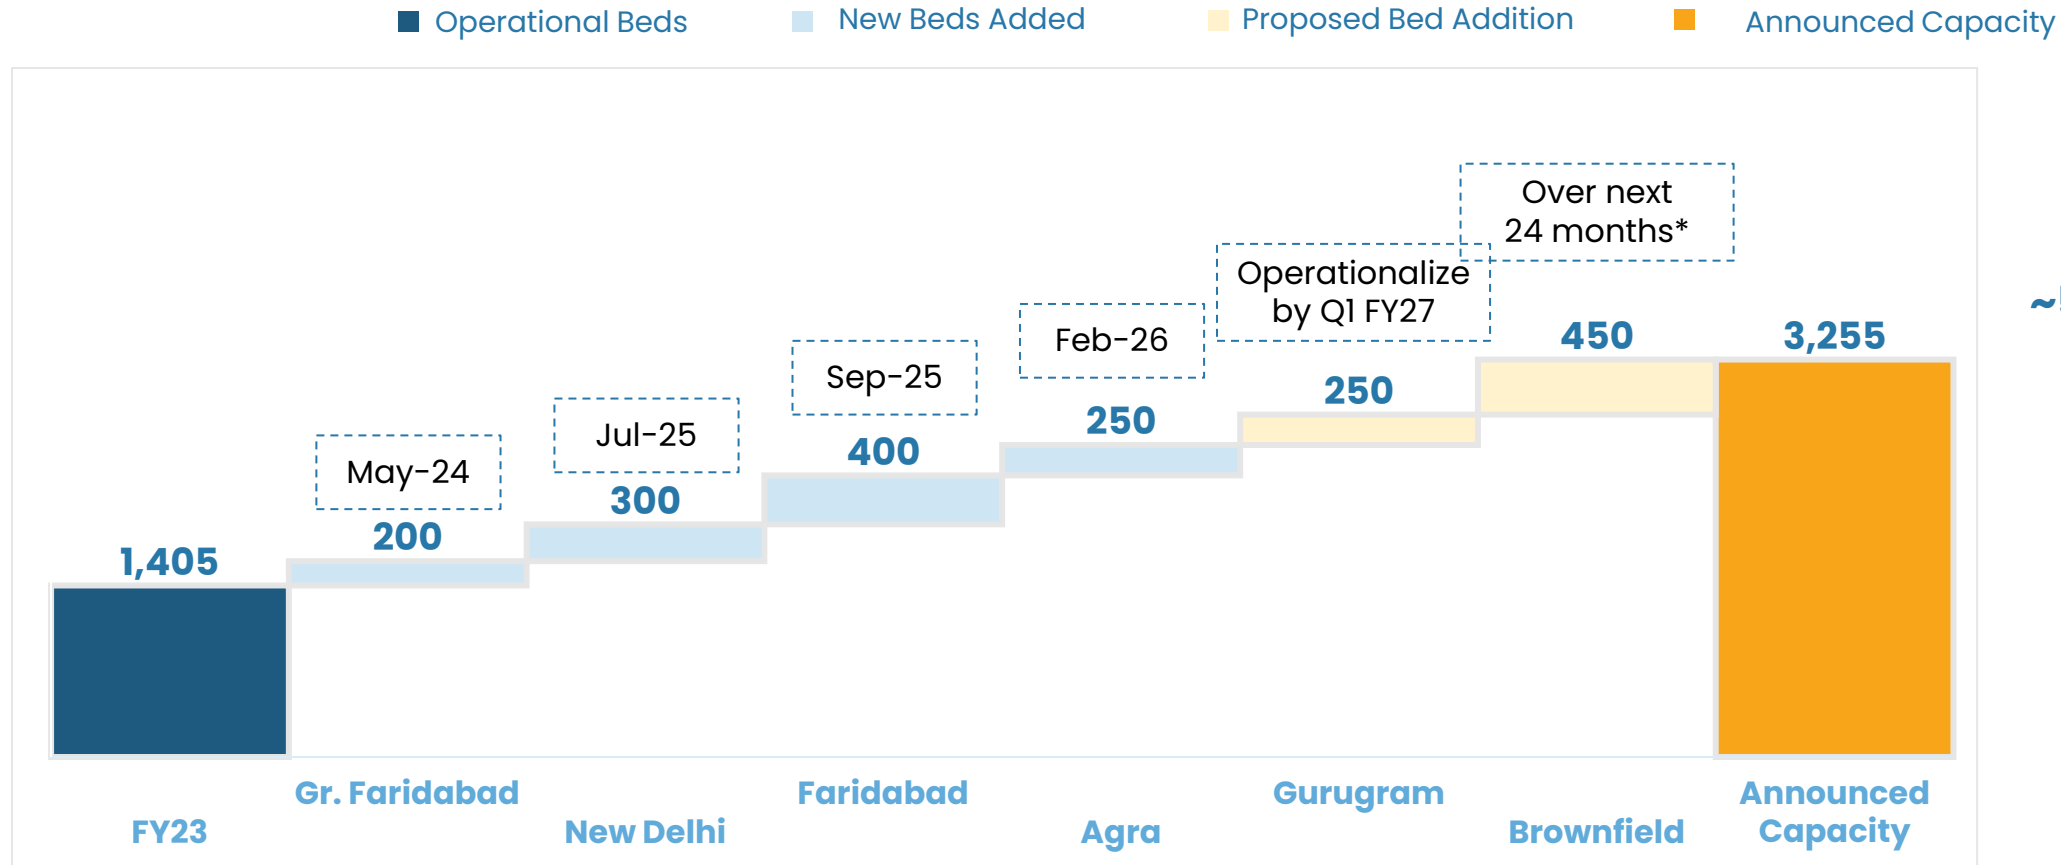 Operational Beds
New Beds Added
Proposed Bed Addition
Announced Capacity
Over next
24 months*
Operationalize
by Q1 FY27
Feb-26
Sep-25
Jul-25
May-24
1,405
200
300
400
250
250
450
3,255
FY23
Gr. Faridabad
New Delhi
Faridabad
Agra
Gurugram
Brownfield
Announced
Capacity